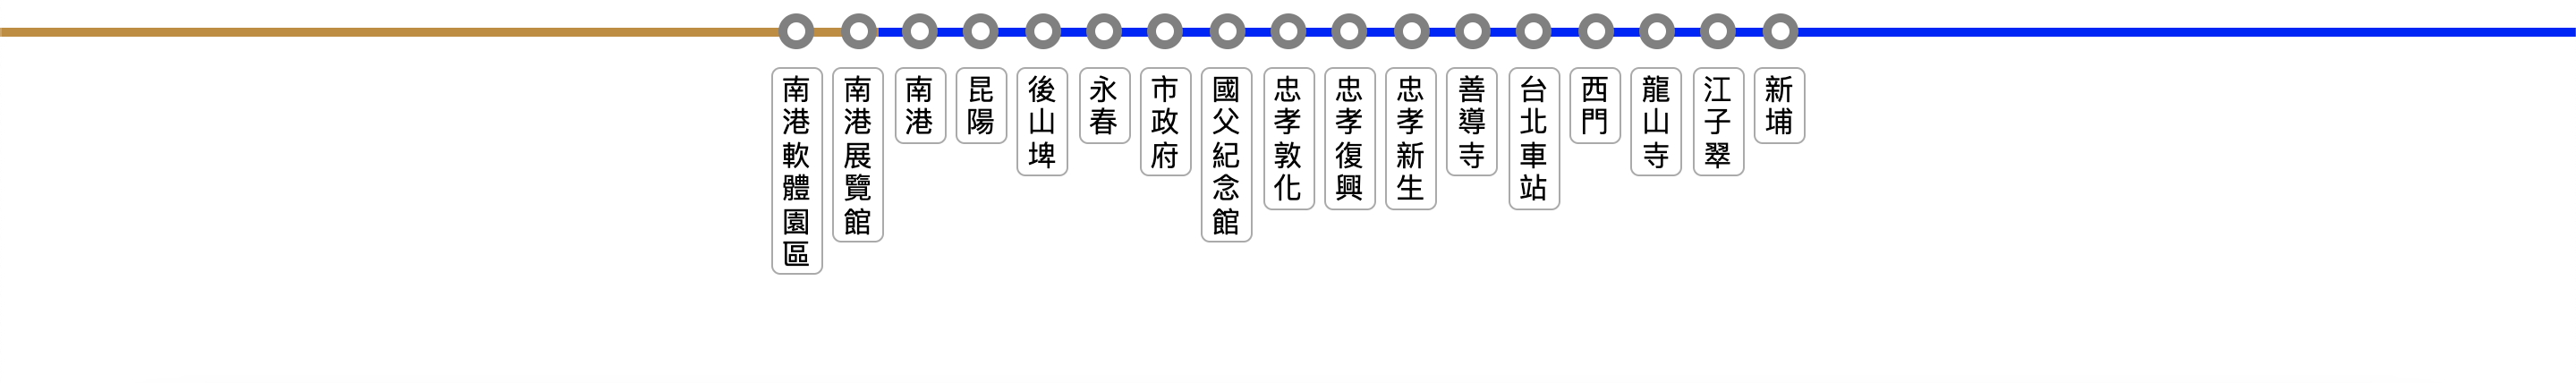 南港軟體園區
南港展覽館
南港
昆陽
後山埤
永春
市政府
國父紀念館
忠孝敦化
忠孝復興
忠孝新生
善導寺
台北車站
西門
龍山寺
江子翠
新埔